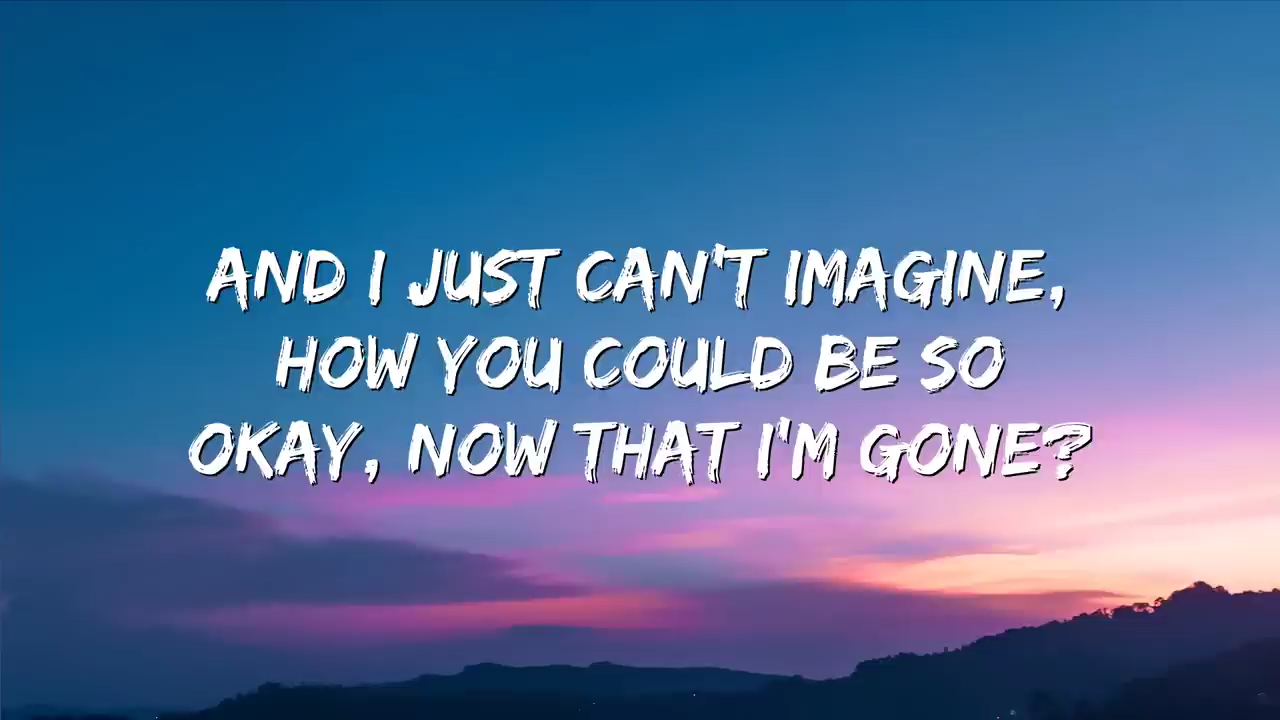 AND I JUST CAN'T IMAGINE,
HOW YOU COULD BE SO
OKAY, NOW THAT I'M GONE?